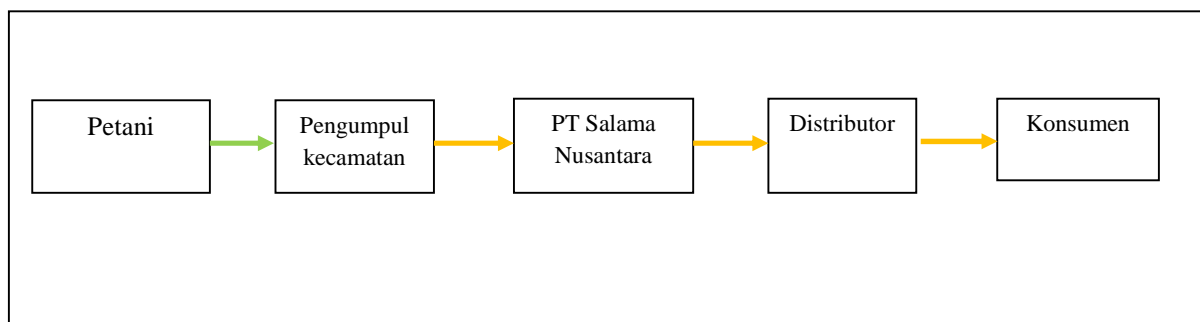 Petani
Pengumpul
kecamatan
PT Salama
Nusantara
Distributor
Konsumen